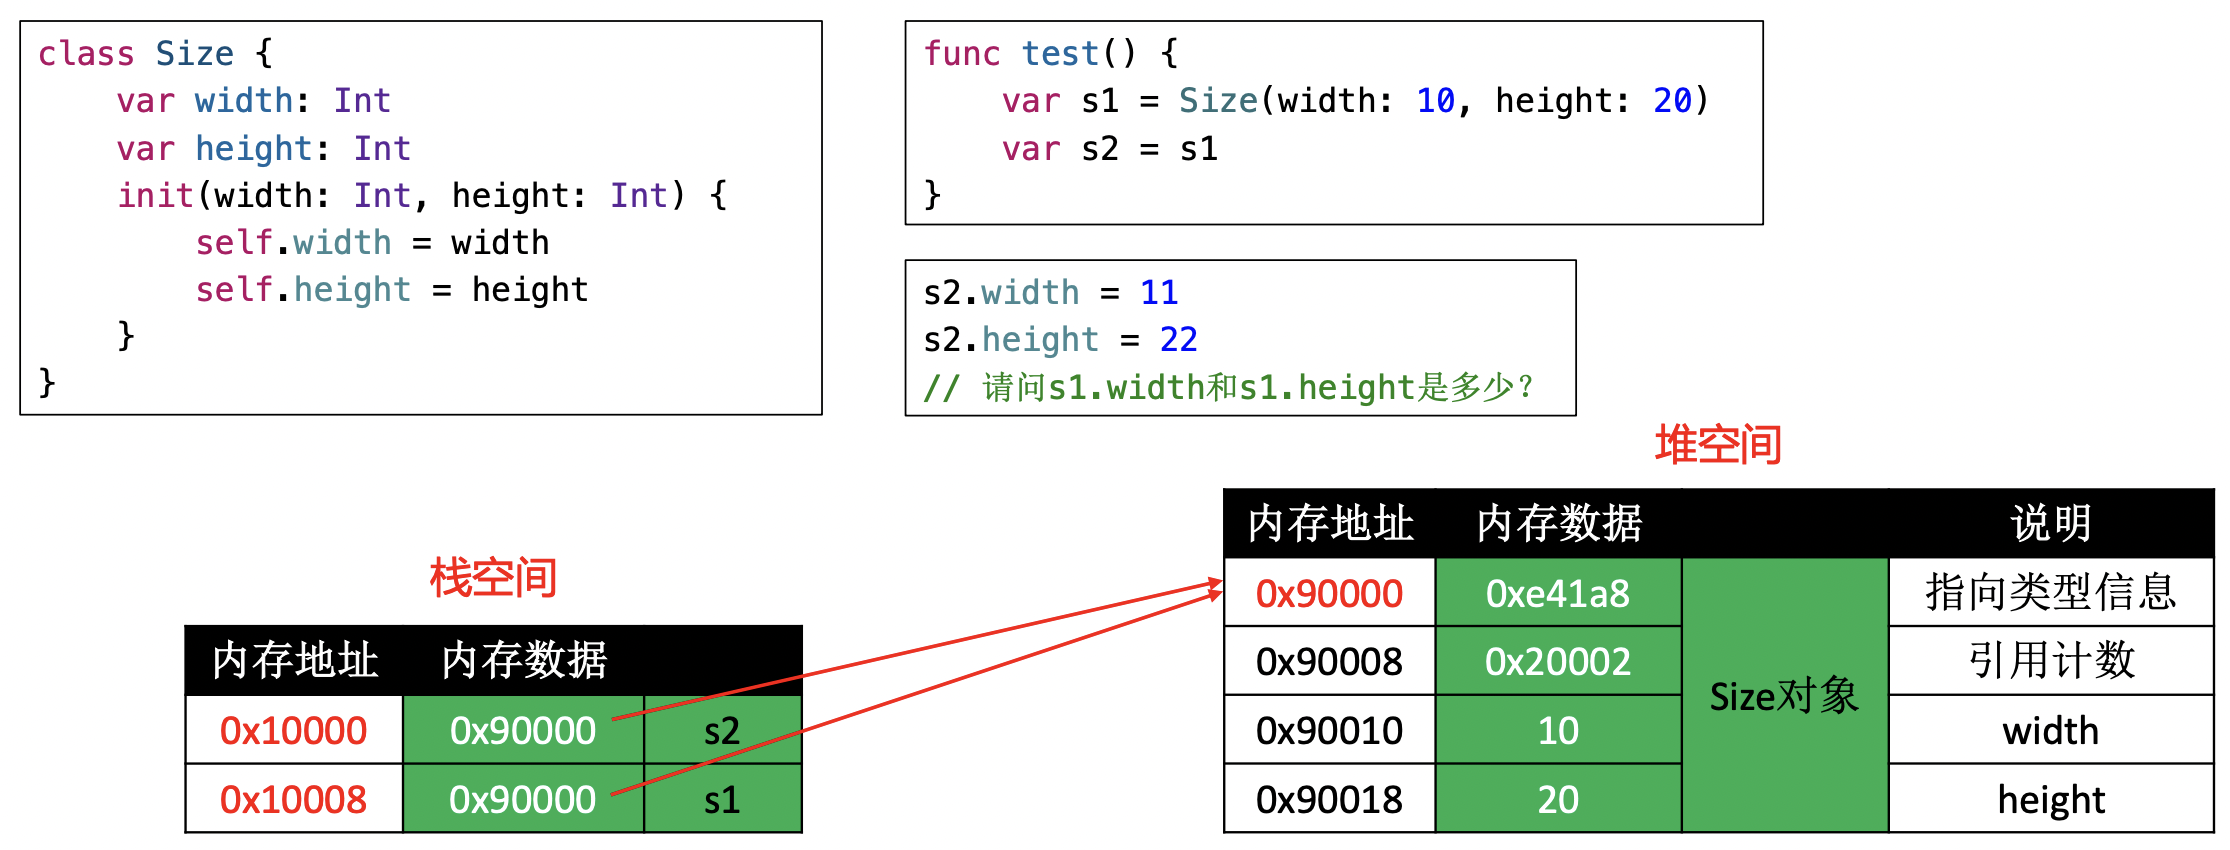 class Size {
    var width: Int
    var height: Int
    init(width: Int, height: Int) {
        self.width = width
        self.height = height
    }
}
func test() {
    var s1 = Size(width: 10, height: 20)
    var s2 = s1
}
s2.width = 11
s2.height = 22
// 请问s1.width和s1.height是多少?
栈空间
内存地址 内存数据
0x10000 0x90000 s2
0x10008 0x90000 s1
堆空间
内存地址 内存数据 说明
0x90000 0xe41a8 指向类型信息
0x90008 0x20002 引用计数
Size对象
0x90010 10 width
0x90018 20 height